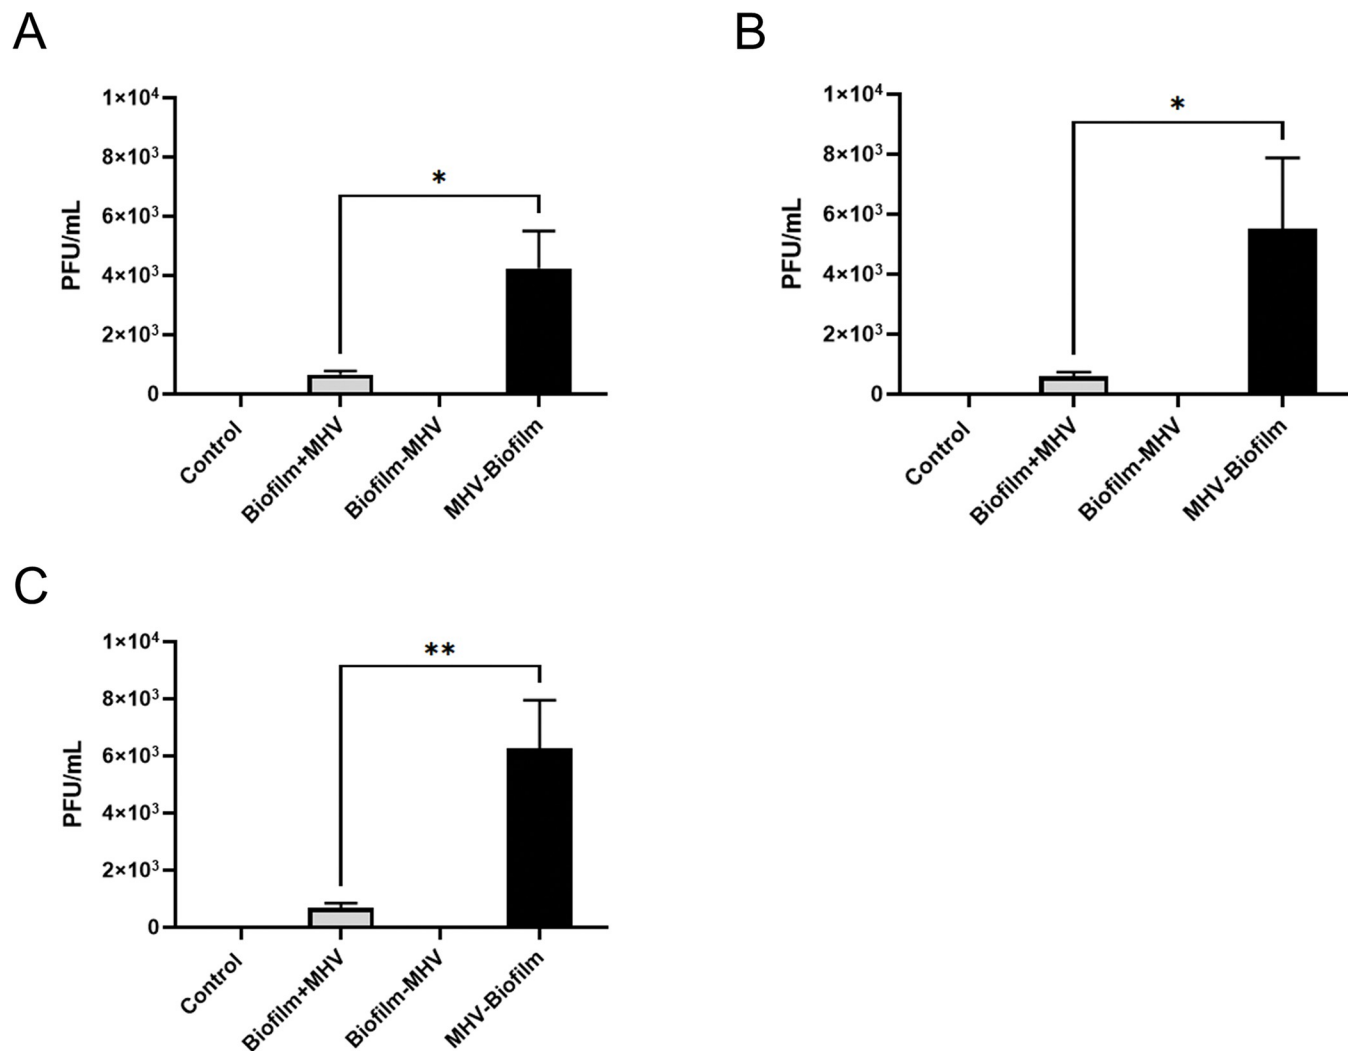 A
1×10⁴
8×10³
6×10³
4×10³
2×10³
0
PFU/mL
*
Control
Biofilm+MHV
Biofilm-MHV
MHV-Biofilm
B
1×10⁴
8×10³
6×10³
4×10³
2×10³
0
PFU/mL
*
Control
Biofilm+MHV
Biofilm-MHV
MHV-Biofilm
C
1×10⁴
8×10³
6×10³
4×10³
2×10³
0
PFU/mL
**
Control
Biofilm+MHV
Biofilm-MHV
MHV-Biofilm